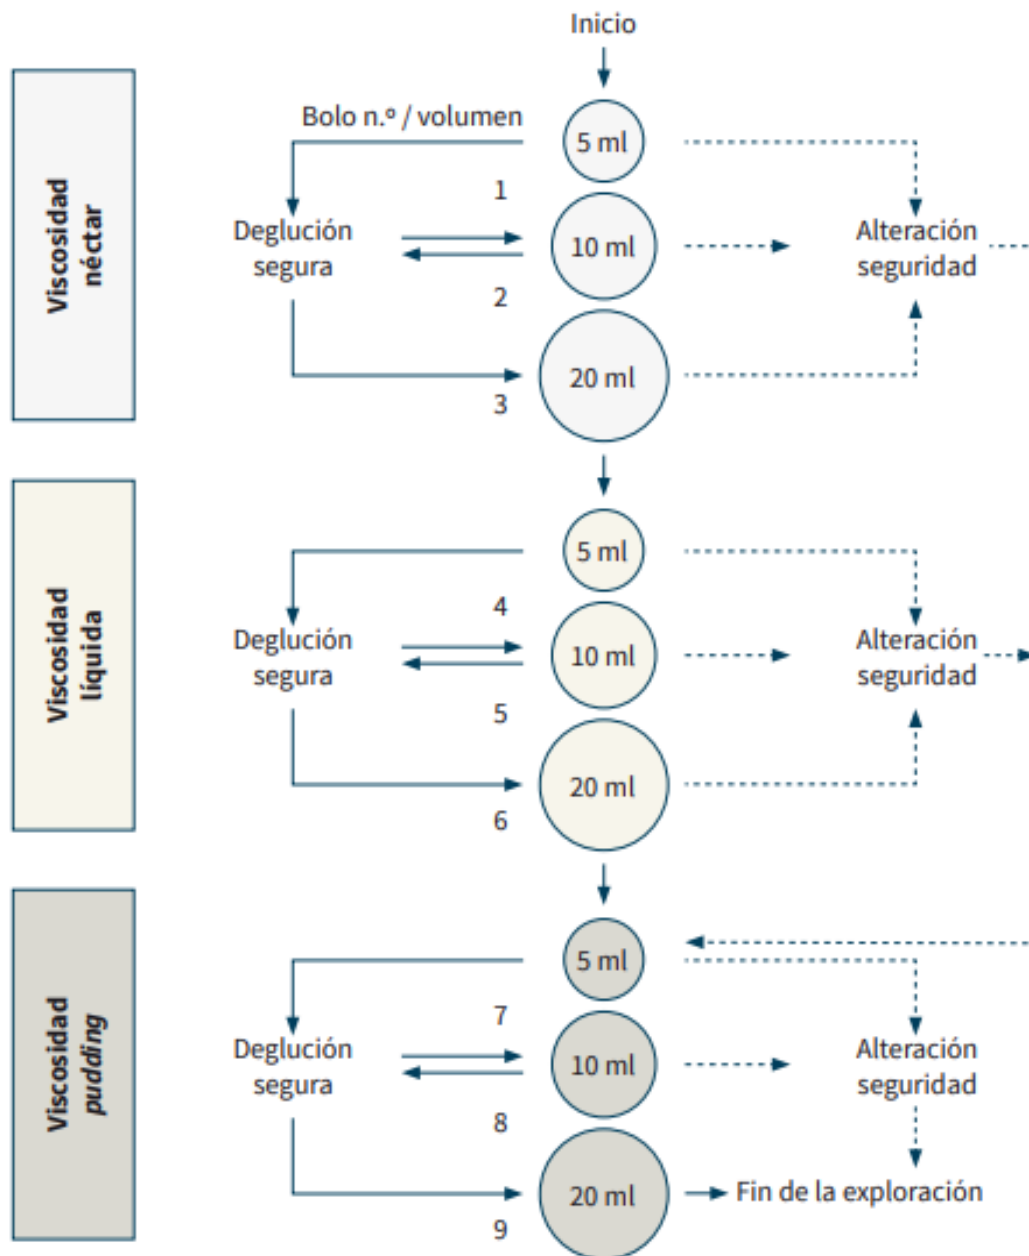 Inicio
Viscosidad
néctar
Bolo n.º / volumen
5 ml
1
Deglución
segura
10 ml
Alteración
seguridad
2
20 ml
3
Viscosidad
líquida
5 ml
4
Deglución
segura
10 ml
Alteración
seguridad
5
20 ml
6
Viscosidad
pudding
5 ml
7
Deglución
segura
10 ml
Alteración
seguridad
8
20 ml
Fin de la exploración
9